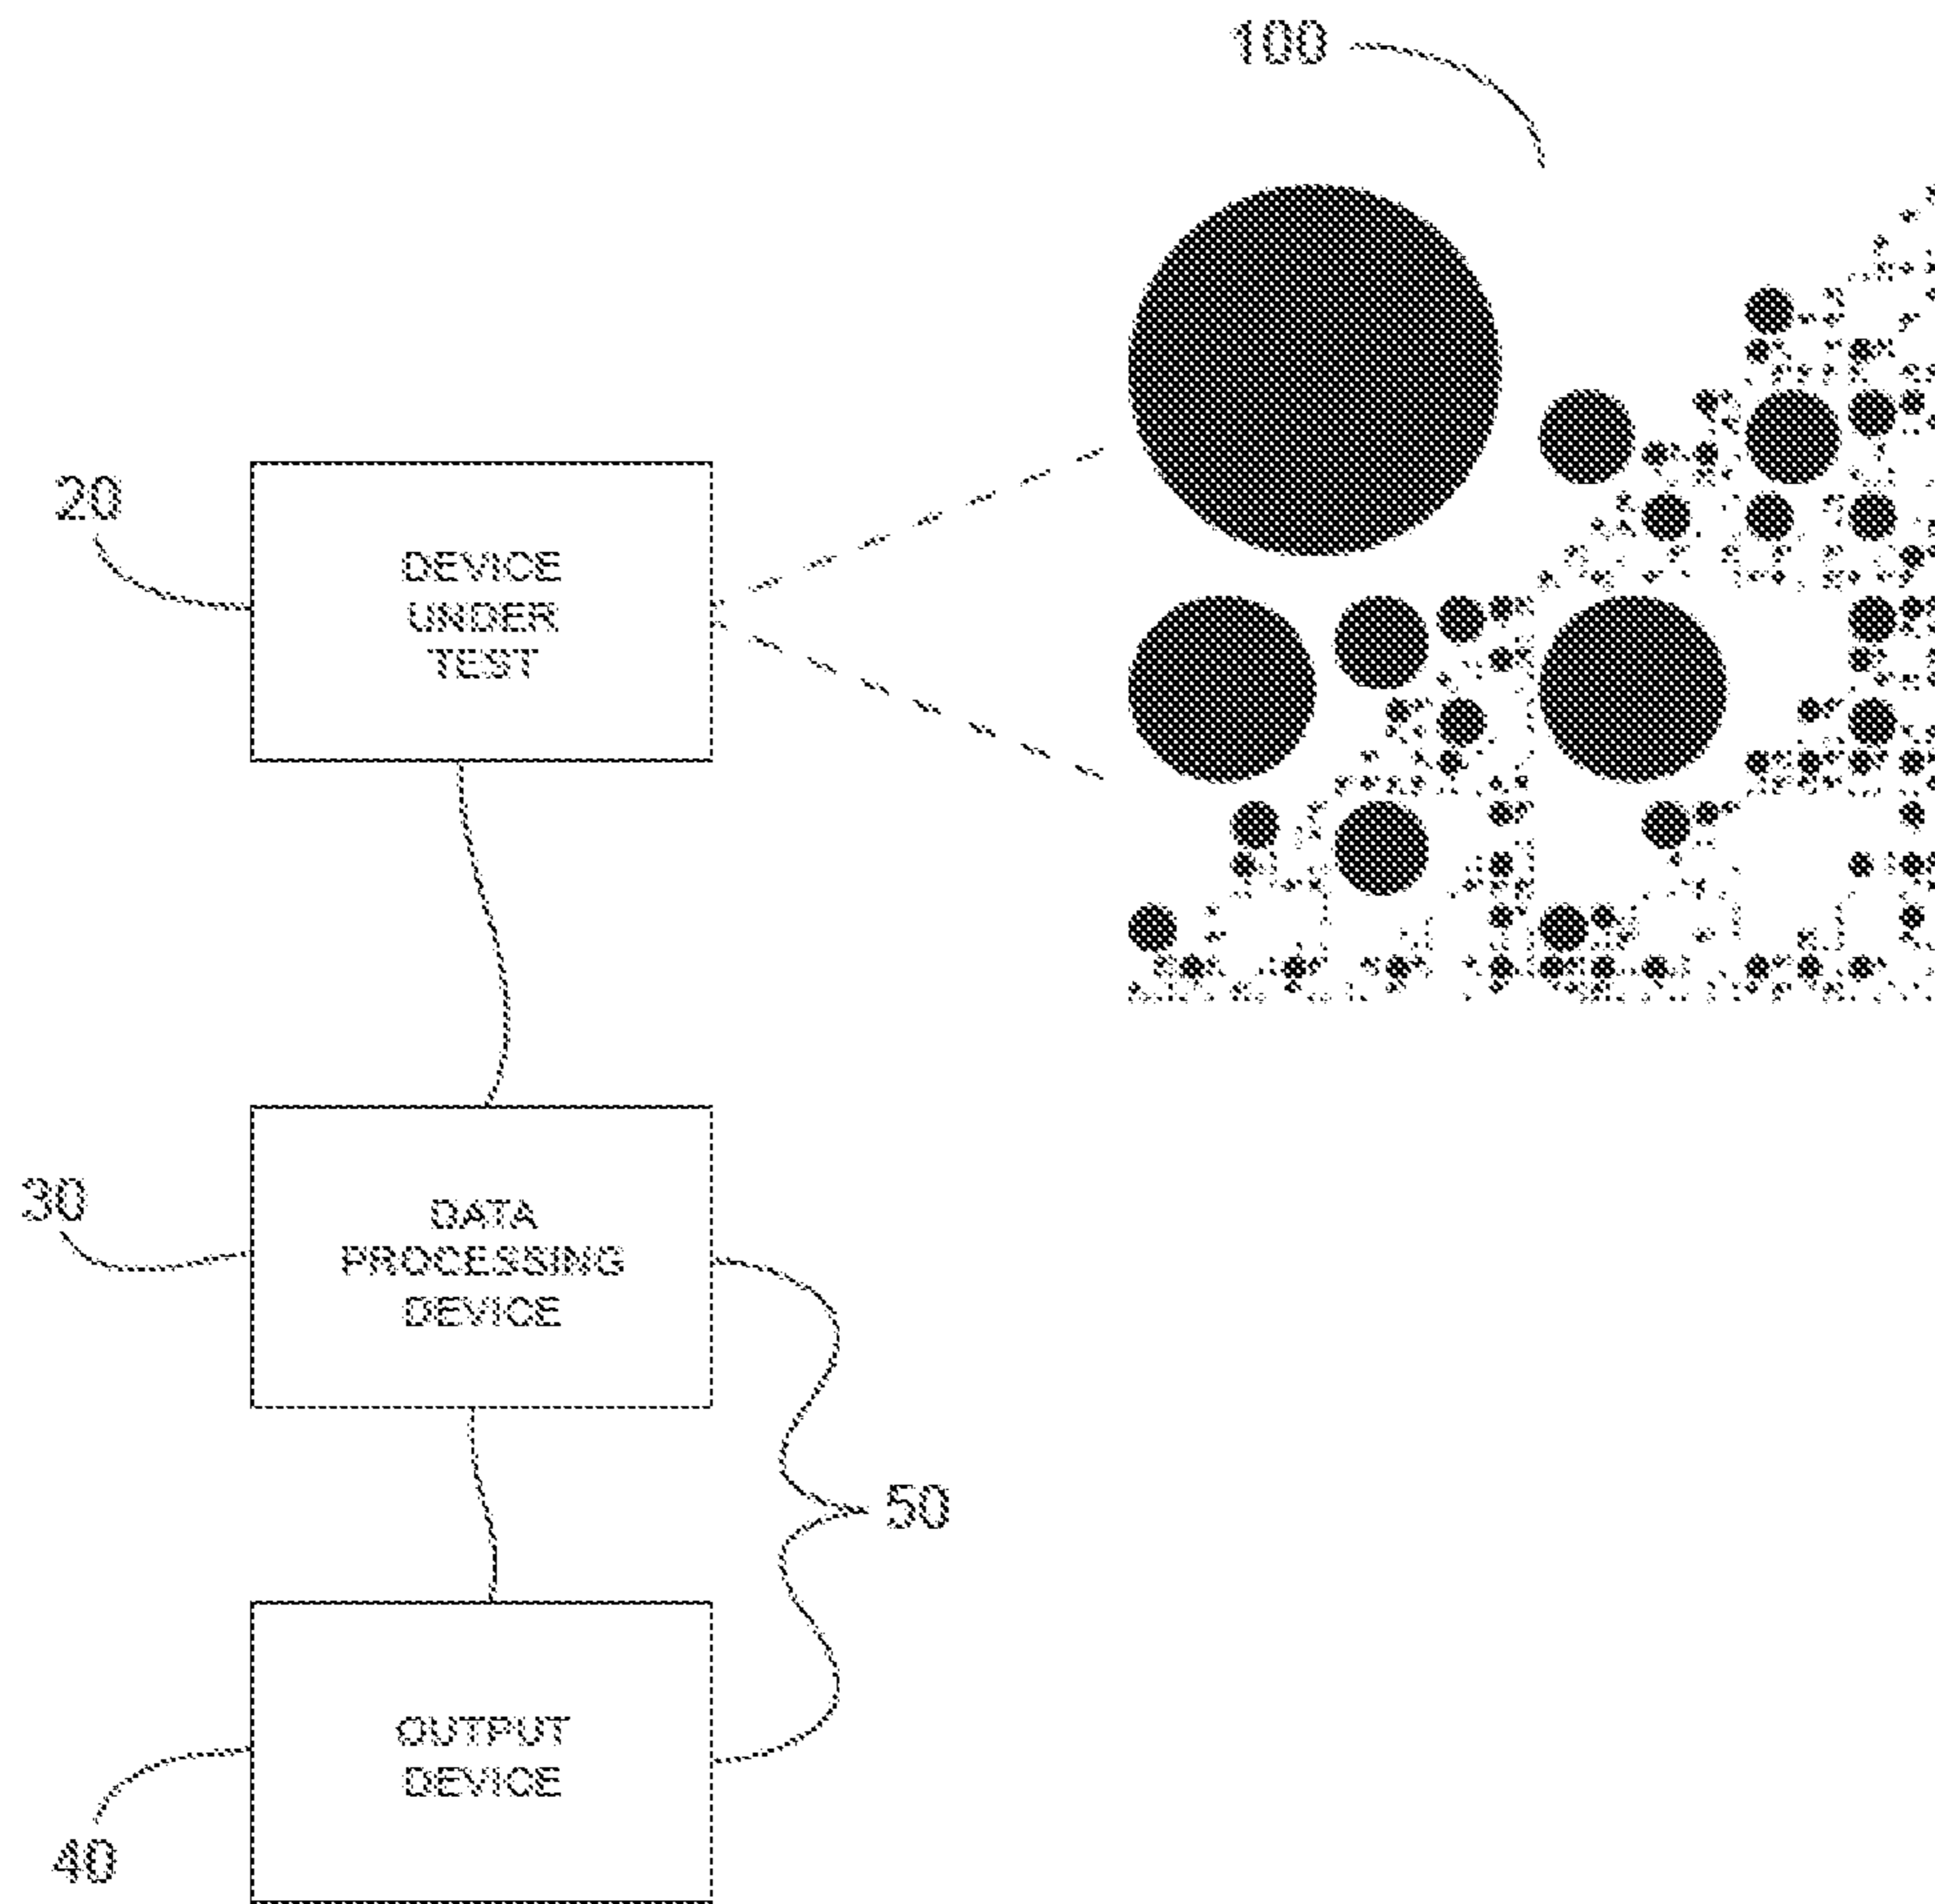 100
20
DEVICE
UNDER
TEST
30
DATA
PROCESSING
DEVICE
50
OUTPUT
DEVICE
40